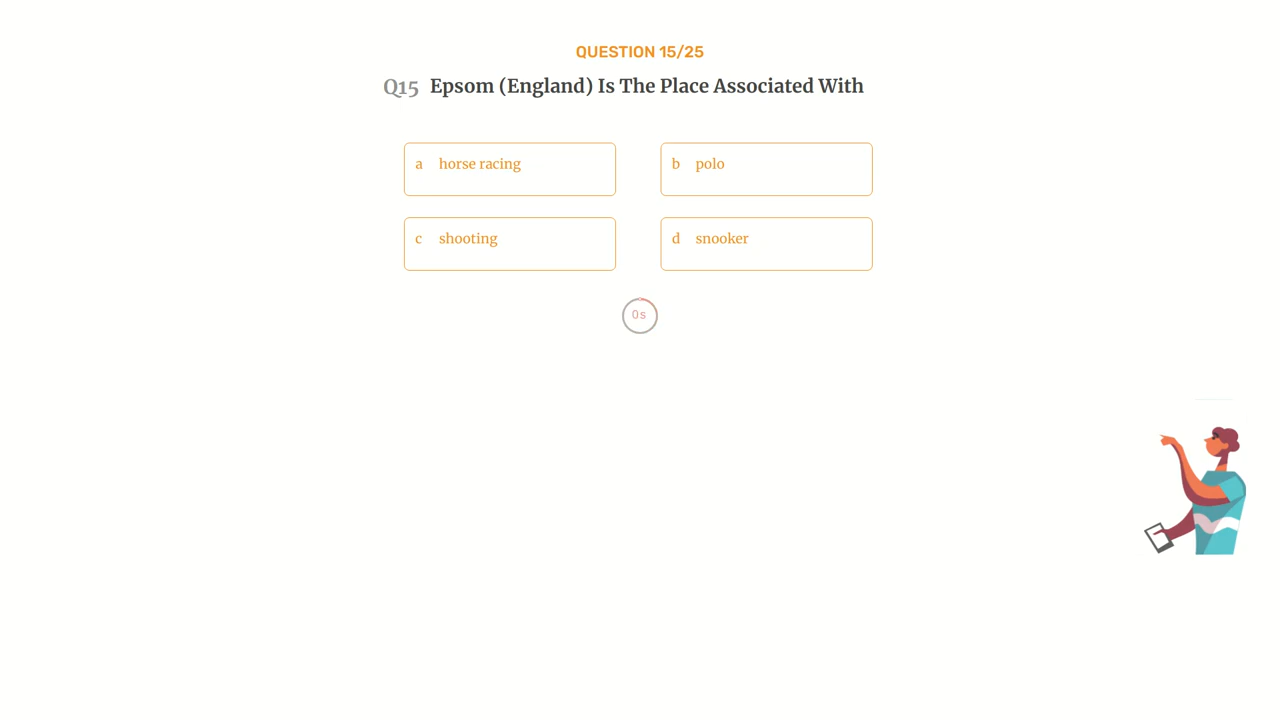 QUESTION 15/25
Q15 Epsom (England) Is The Place Associated With
a horse racing
b polo
c shooting
d snooker
0s